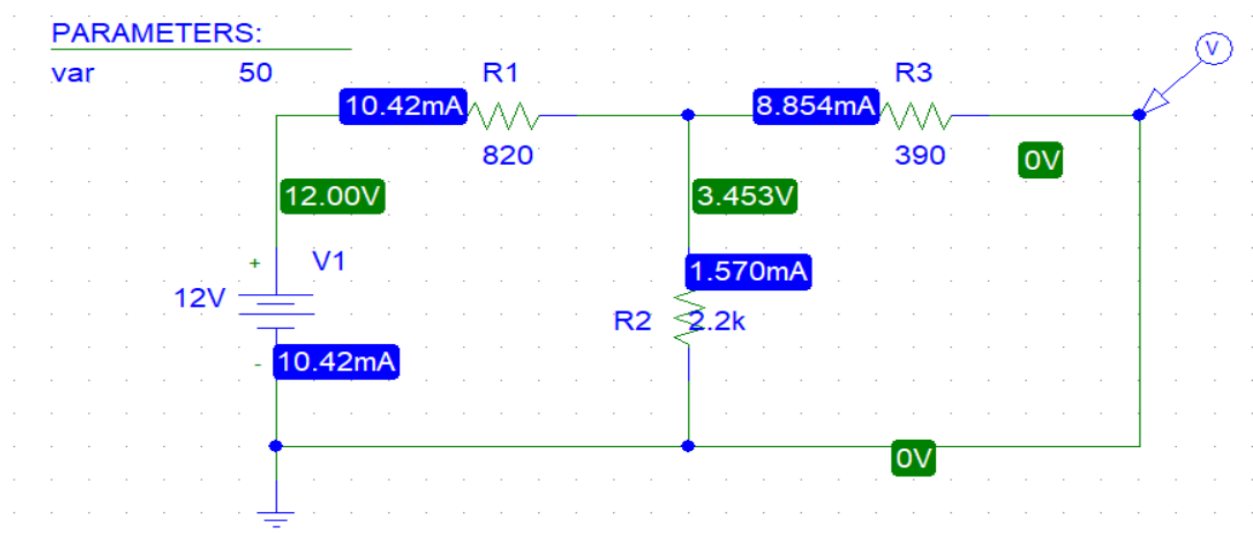 PARAMETERS:
var 50
R1
R3
V
10.42mA
8.854mA
820
390
0V
12.00V
3.453V
+
V1
1.570mA
12V
R2
2.2k
-
10.42mA
0V